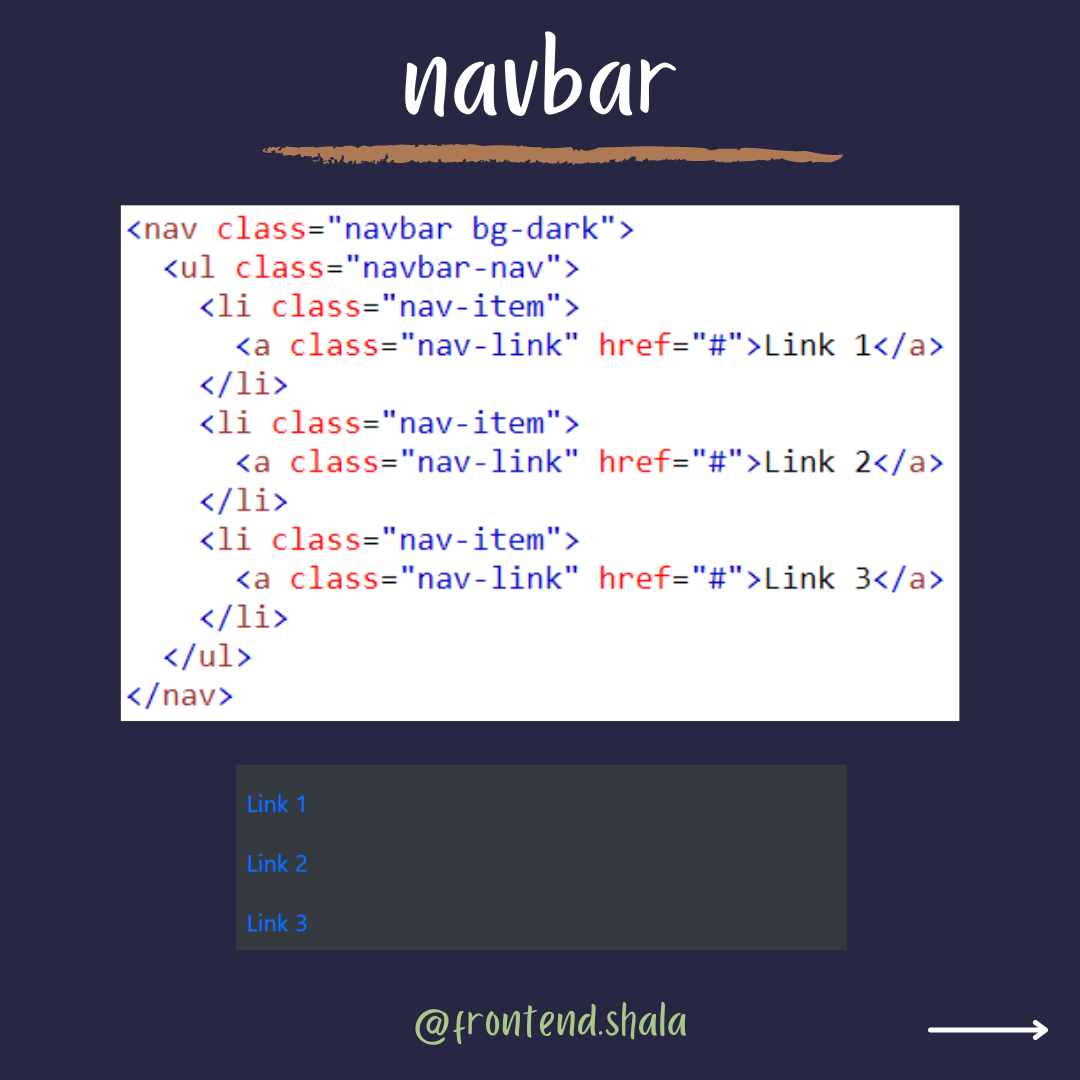 navbar
<nav class="navbar bg-dark">
  <ul class="navbar-nav">
    <li class="nav-item">
      <a class="nav-link" href="#">Link 1</a>
    </li>
    <li class="nav-item">
      <a class="nav-link" href="#">Link 2</a>
    </li>
    <li class="nav-item">
      <a class="nav-link" href="#">Link 3</a>
    </li>
  </ul>
</nav>
Link 1
Link 2
Link 3
@frontend.shala